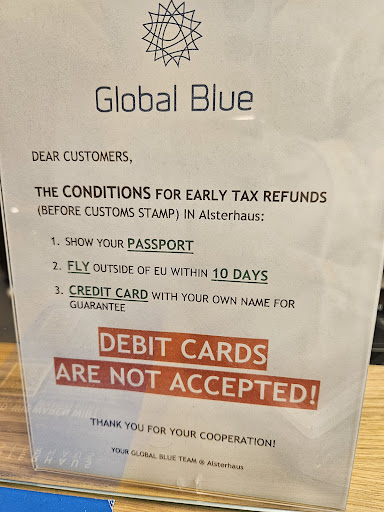 Global Blue
DEAR CUSTOMERS,
THE CONDITIONS FOR EARLY TAX REFUNDS
(BEFORE CUSTOMS STAMP) IN Alsterhaus:
1. SHOW YOUR PASSPORT
2. FLY OUTSIDE OF EU WITHIN 10 DAYS
3. CREDIT CARD WITH YOUR OWN NAME FOR
GUARANTEE
DEBIT CARDS
ARE NOT ACCEPTED!
THANK YOU FOR YOUR COOPERATION!
YOUR GLOBAL BLUE TEAM @ Alsterhaus